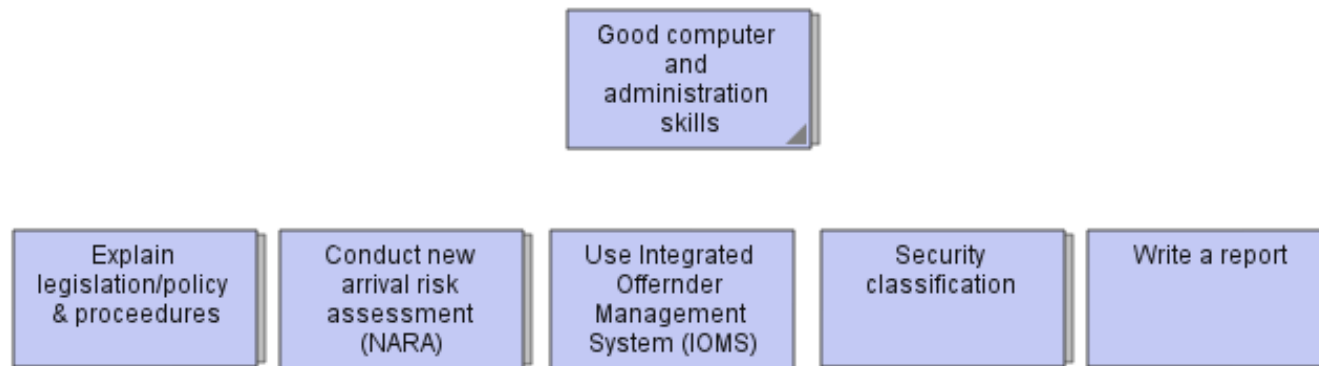 Good computer
and
administration
skills
Explain
legislation/policy
& proceedures
Conduct new
arrival risk
assessment
(NARA)
Use Integrated
Offernder
Management
System (IOMS)
Security
classification
Write a report